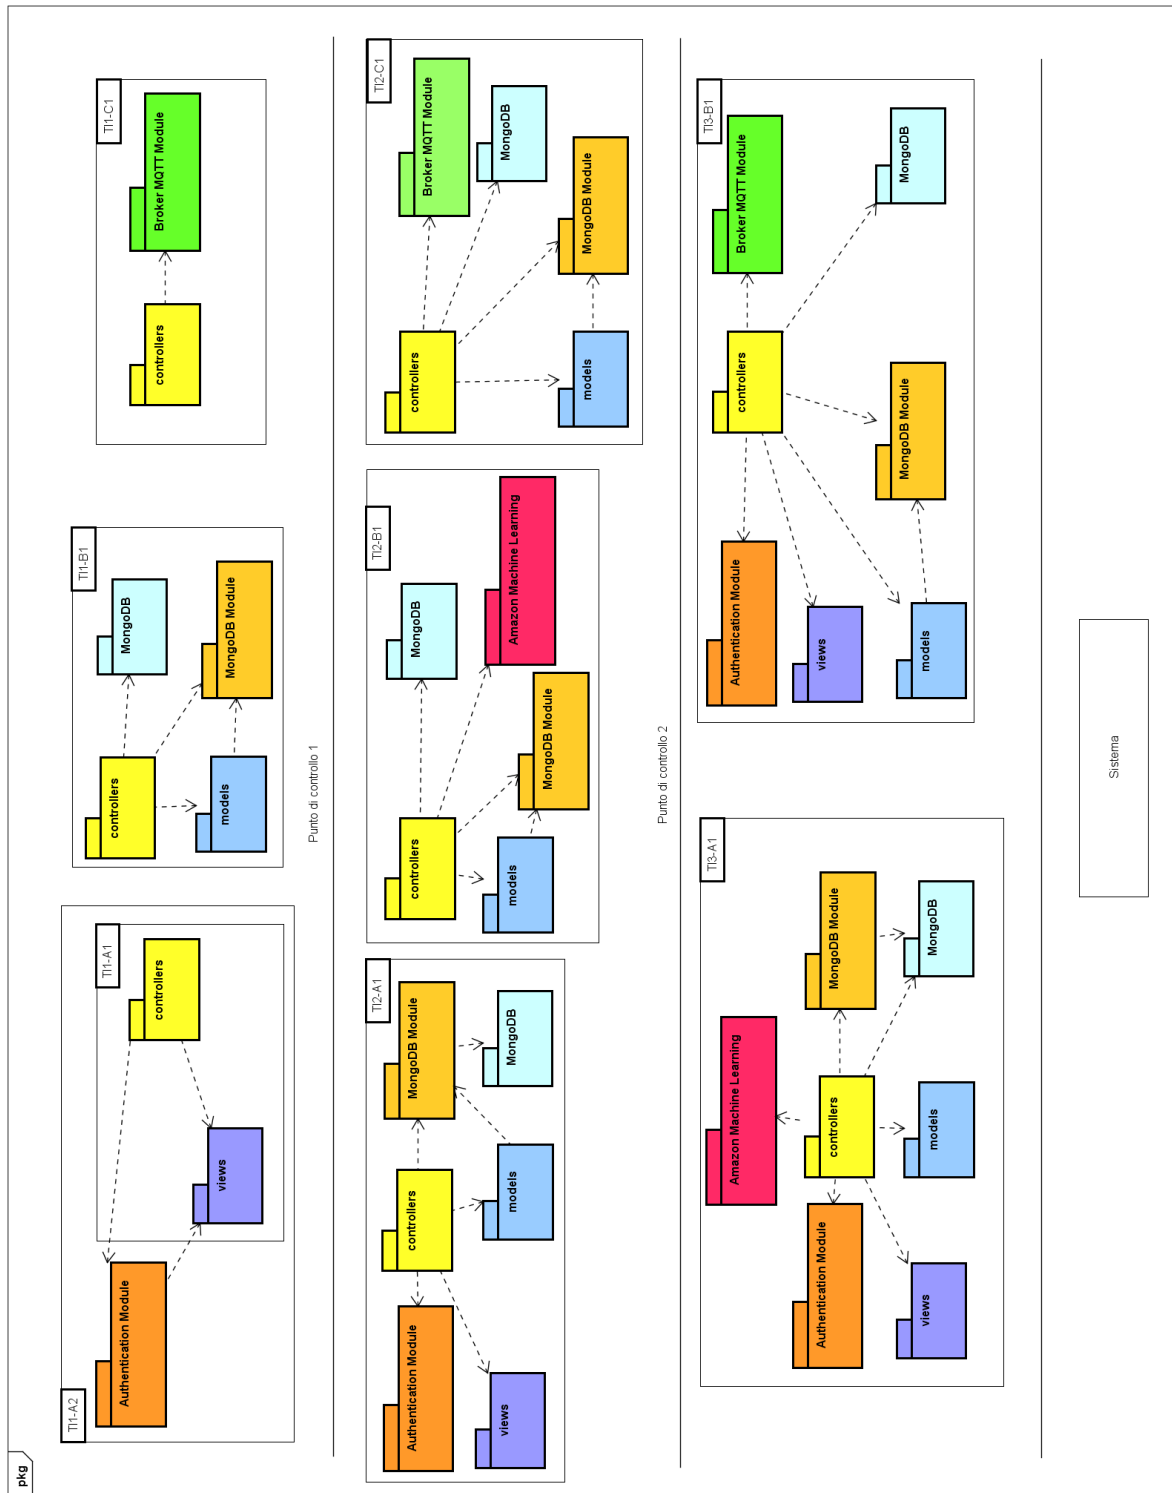 pkg
TI1-A2
Authentication Module
TI1-A1
views
controllers
TI1-B1
controllers
MongoDB
models
MongoDB Module
TI1-C1
controllers
Broker MQTT Module
Punto di controllo 1
TI2-A1
Authentication Module
controllers
MongoDB Module
views
models
MongoDB
TI2-B1
controllers
MongoDB
models
MongoDB Module
Amazon Machine Learning
TI2-C1
controllers
Broker MQTT Module
MongoDB
models
MongoDB Module
Punto di controllo 2
TI3-A1
Amazon Machine Learning
Authentication Module
controllers
MongoDB Module
views
models
MongoDB
TI3-B1
Authentication Module
controllers
Broker MQTT Module
views
models
MongoDB Module
MongoDB
Sistema